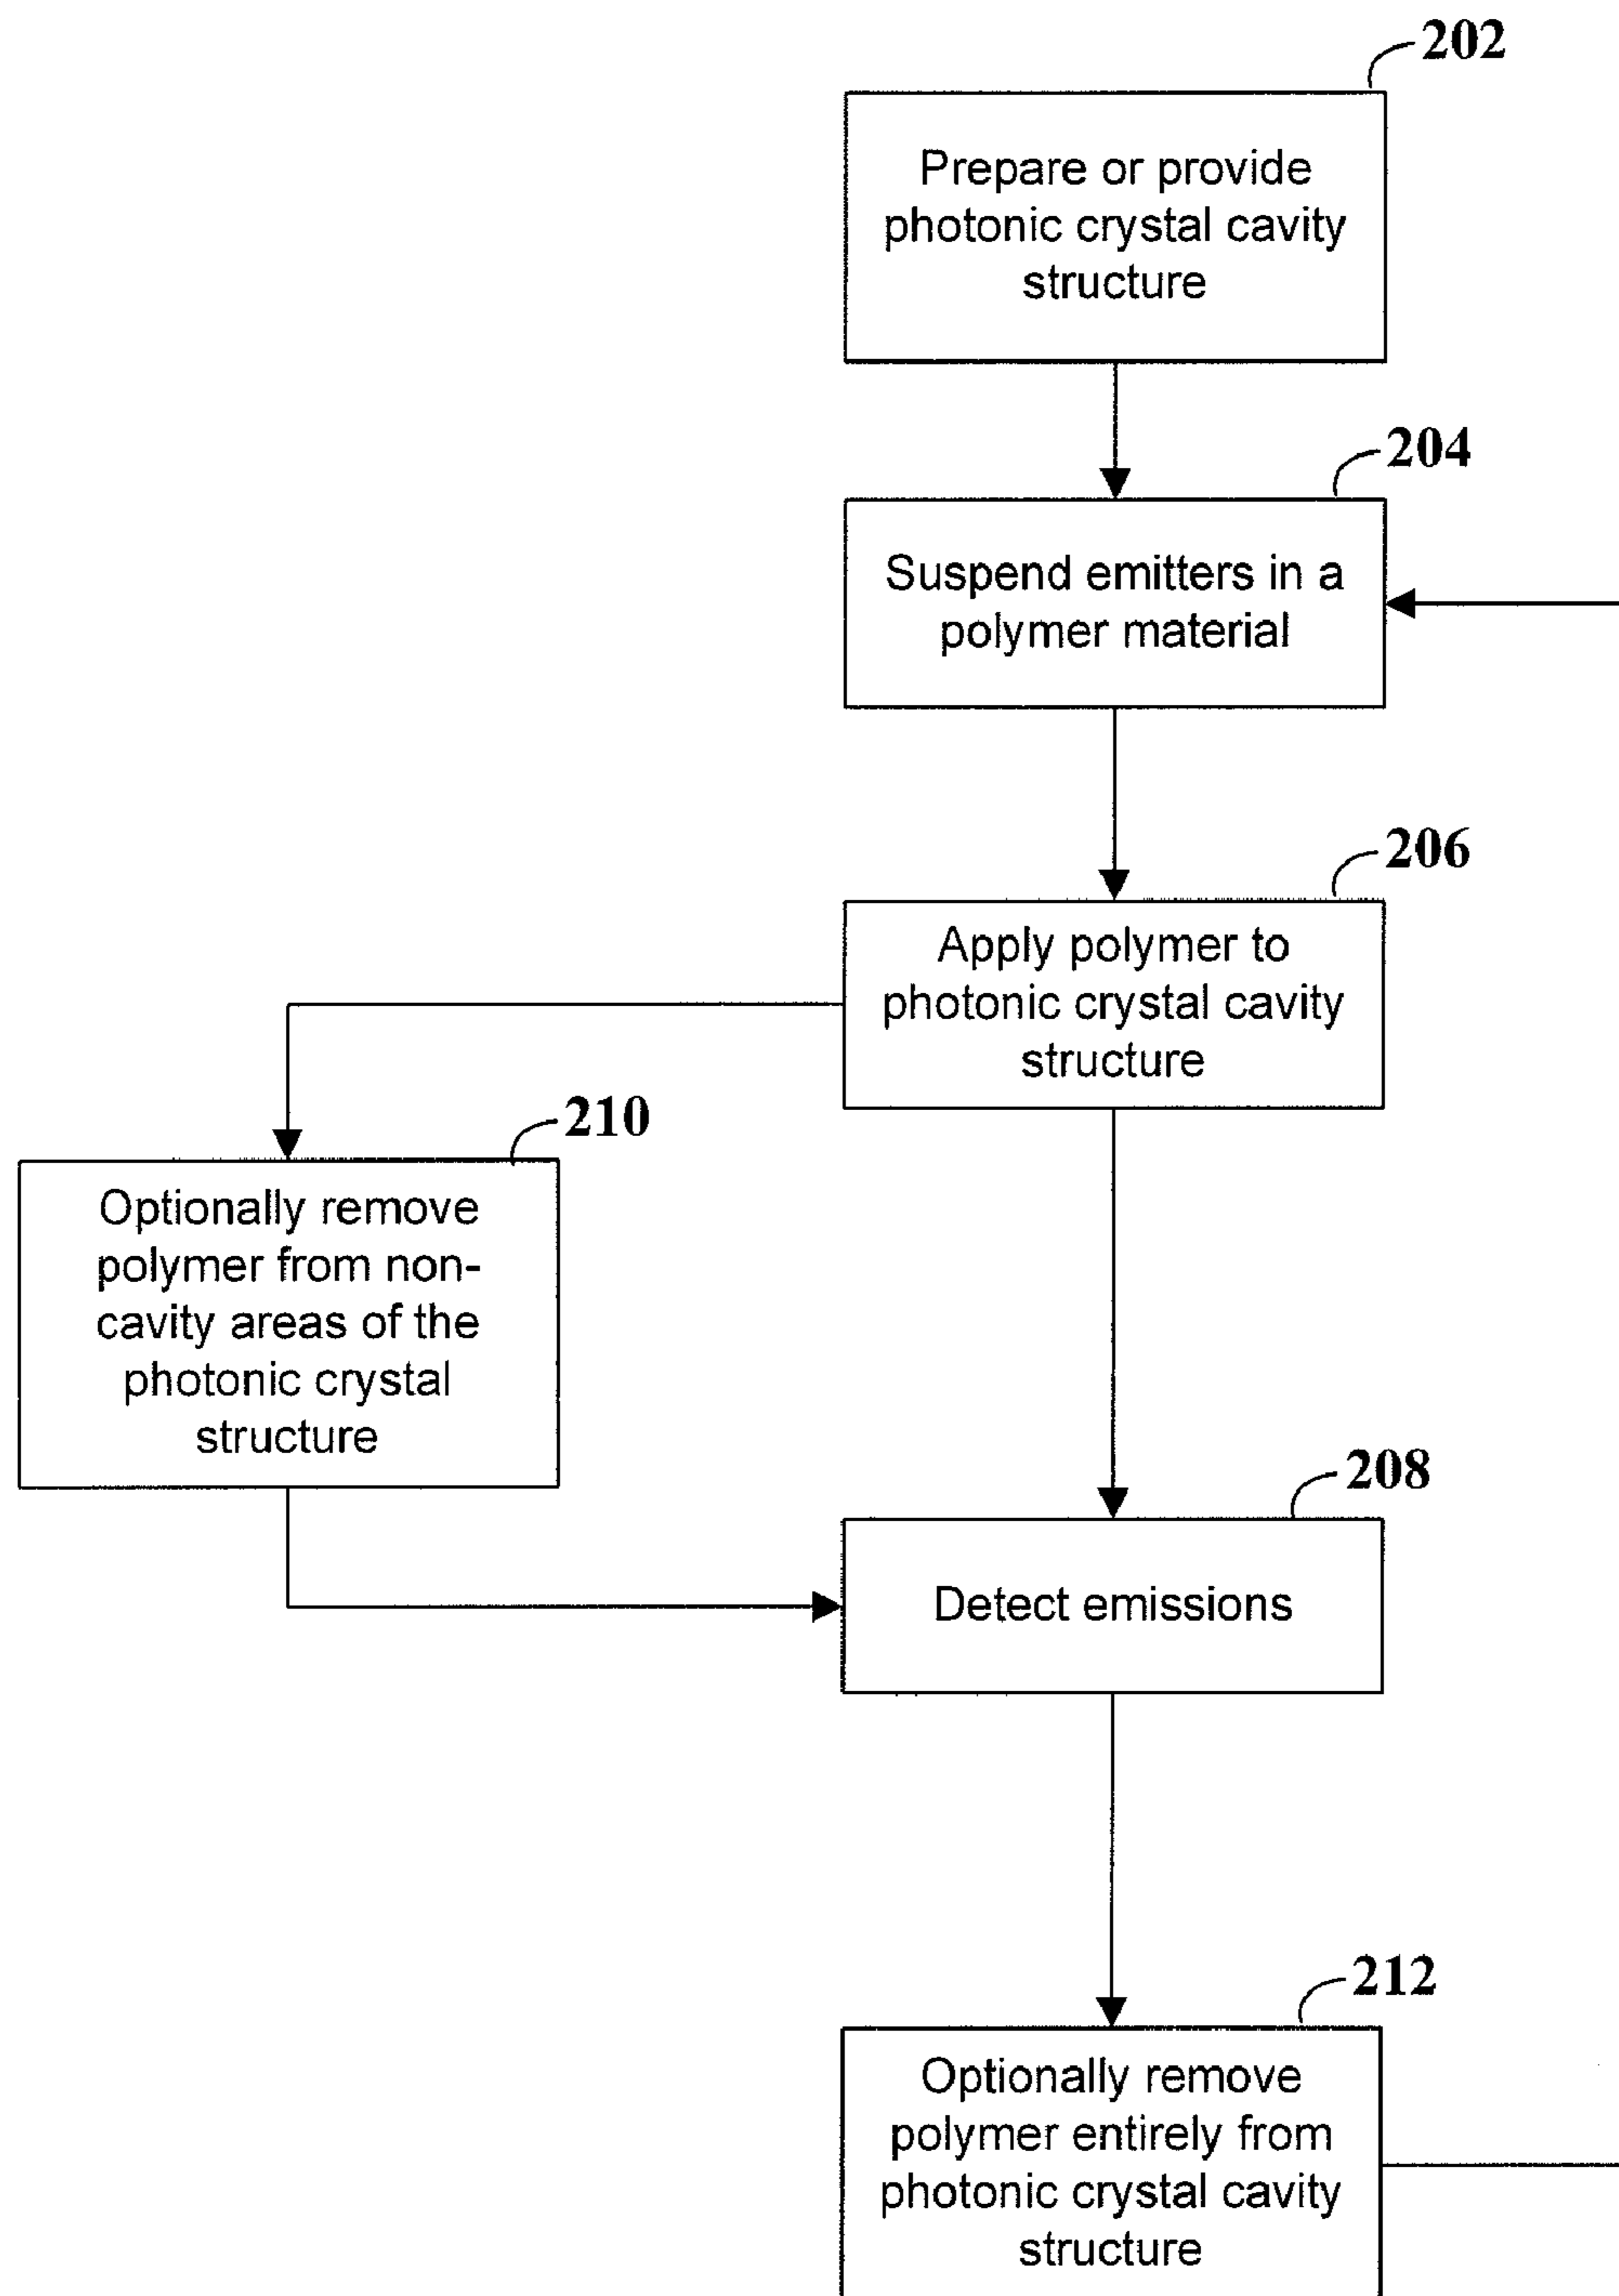 202
Prepare or provide
photonic crystal cavity
structure
204
Suspend emitters in a
polymer material
206
Apply polymer to
photonic crystal cavity
structure
210
Optionally remove
polymer from non-
cavity areas of the
photonic crystal
structure
208
Detect emissions
212
Optionally remove
polymer entirely from
photonic crystal cavity
structure